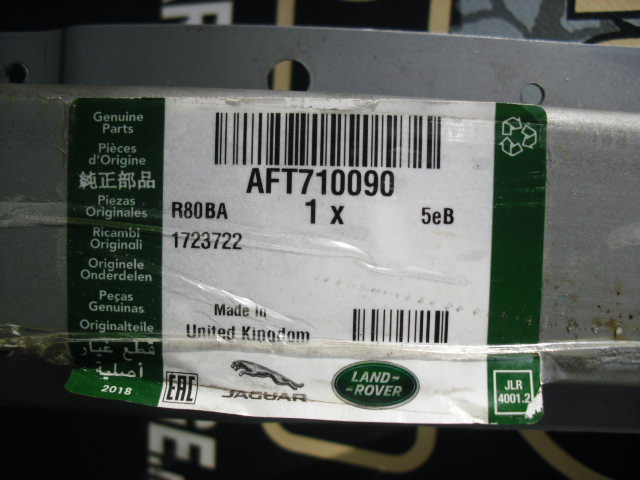 Genuine
Parts
Pièces
d'Origine
純正部品
Piezas
Originales
Ricambi
Originali
Originele
Onderdelen
Peças
Genuinas
Originalteile
قطع غيار
أصلية
2018
AFT710090
R80BA
1 x
5eB
1723722
Made in
United Kingdom
EAC
JAGUAR
LAND-
ROVER
JLR
4001.2